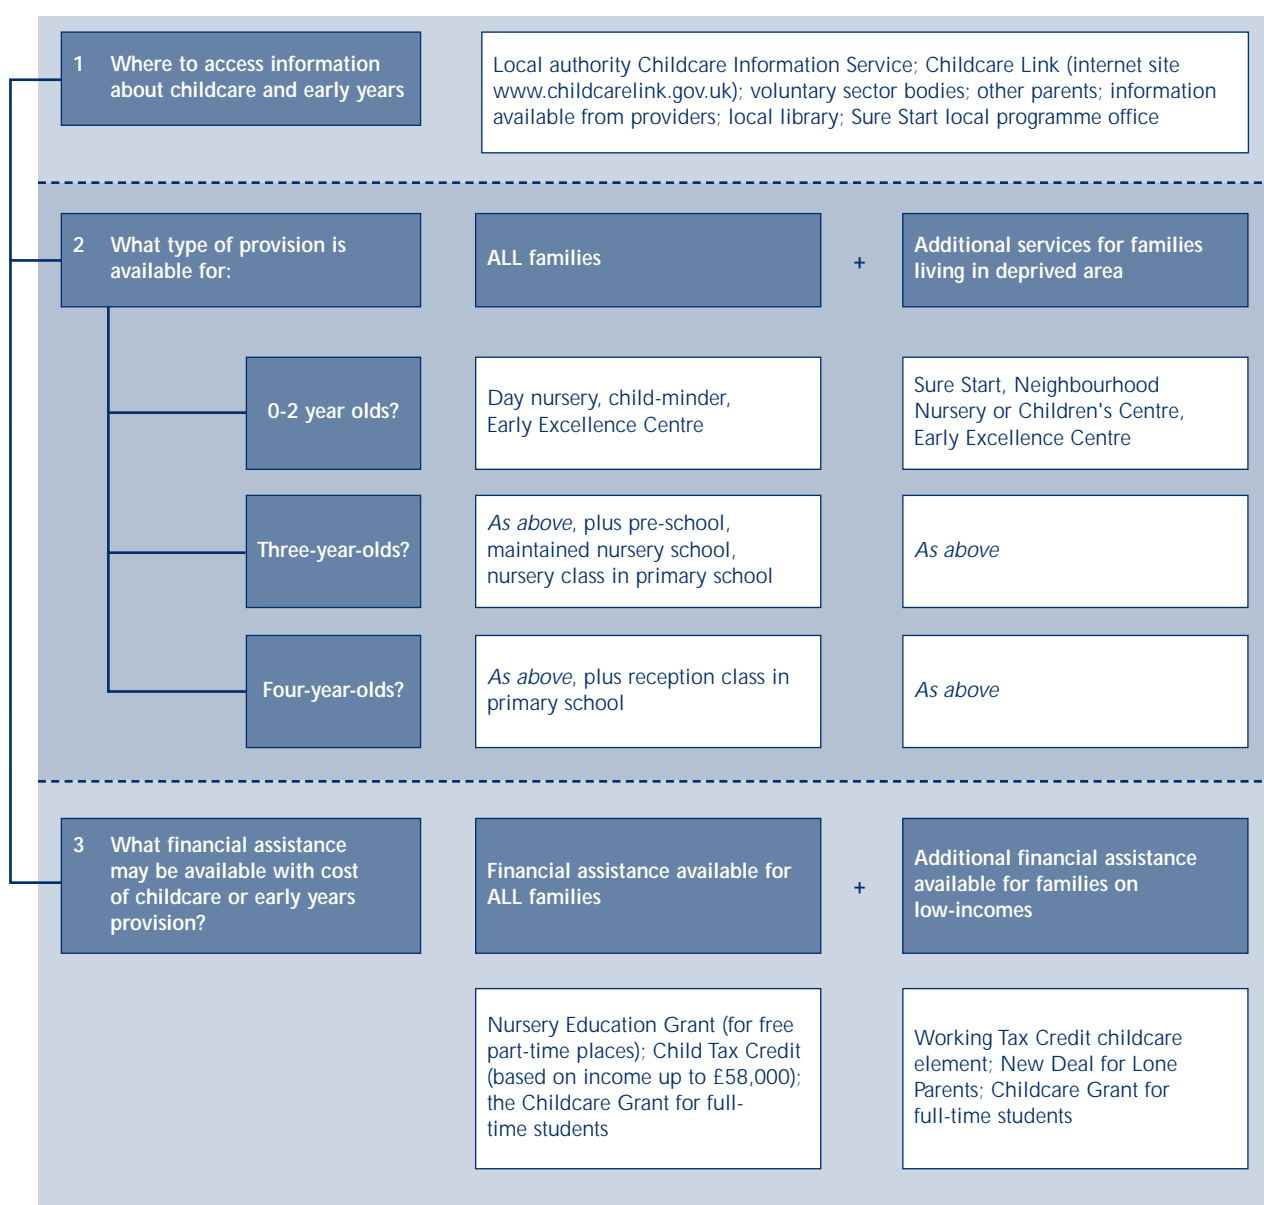 1 Where to access information
about childcare and early years
Local authority Childcare Information Service; Childcare Link (internet site
www.childcarelink.gov.uk); voluntary sector bodies; other parents; information
available from providers; local library; Sure Start local programme office
2 What type of provision is
available for:
ALL families
+
Additional services for families
living in deprived area
0-2 year olds?
Day nursery, child-minder,
Early Excellence Centre
Sure Start, Neighbourhood
Nursery or Children's Centre,
Early Excellence Centre
Three-year-olds?
As above, plus pre-school,
maintained nursery school,
nursery class in primary school
As above
Four-year-olds?
As above, plus reception class in
primary school
As above
3 What financial assistance
may be available with cost
of childcare or early years
provision?
Financial assistance available for
ALL families
+
Additional financial assistance
available for families on
low-incomes
Nursery Education Grant (for free
part-time places); Child Tax Credit
(based on income up to £58,000);
the Childcare Grant for full-
time students
Working Tax Credit childcare
element; New Deal for Lone
Parents; Childcare Grant for
full-time students